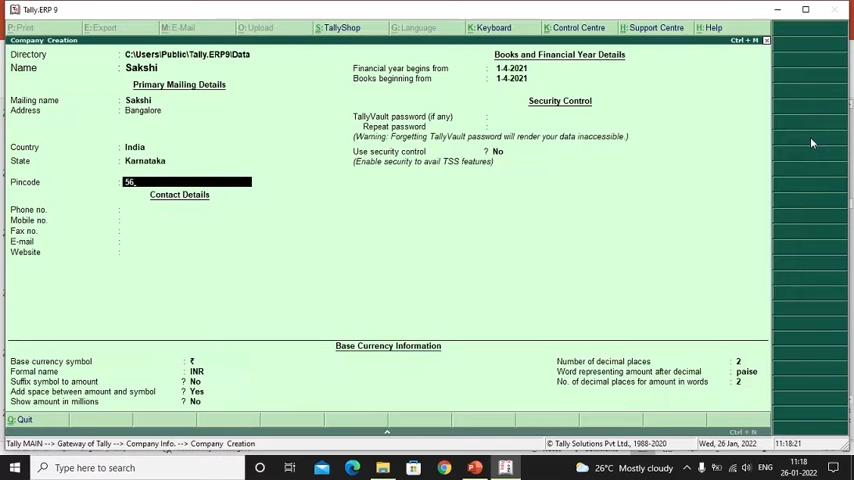 Tally.ERP 9
P: Print E: Export M: E-Mail O: Upload S: TallyShop G: Language K: Keyboard K: Control Centre H: Support Centre H: Help
Company Creation Ctrl + M
Directory : C:\Users\Public\Tally.ERP9\Data
Name : Sakshi
Primary Mailing Details
Mailing name : Sakshi
Address : Bangalore
Country : India
State : Karnataka
Pincode : 56
Contact Details
Phone no. :
Mobile no. :
Fax no. :
E-mail :
Website :
Books and Financial Year Details
Financial year begins from : 1-4-2021
Books beginning from : 1-4-2021
Security Control
TallyVault password (if any) :
Repeat password :
(Warning: Forgetting TallyVault password will render your data inaccessible.)
Use security control ? No
(Enable security to avail TSS features)
Base Currency Information
Base currency symbol : ₹
Formal name : INR
Suffix symbol to amount ? No
Add space between amount and symbol ? Yes
Show amount in millions ? No
Number of decimal places : 2
Word representing amount after decimal : paise
No. of decimal places for amount in words : 2
Q: Quit
Ctrl + N
Tally MAIN --> Gateway of Tally --> Company Info. --> Company Creation © Tally Solutions Pvt Ltd., 1988-2020 Wed, 26 Jan, 2022 11:18:21
Type here to search 26°C Mostly cloudy ENG 11:18
26-01-2022